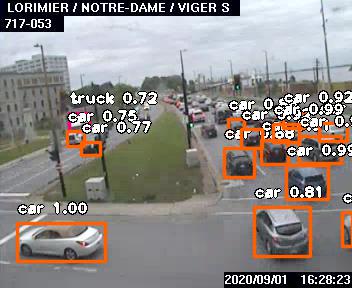 LORIMIER / NOTRE-DAME / VIGER S
717-053
truck 0.72
car 0.75
car 0.77
car 0.92
car 0.99
car 0.81
car 1.00
2020/09/01 16:28:23